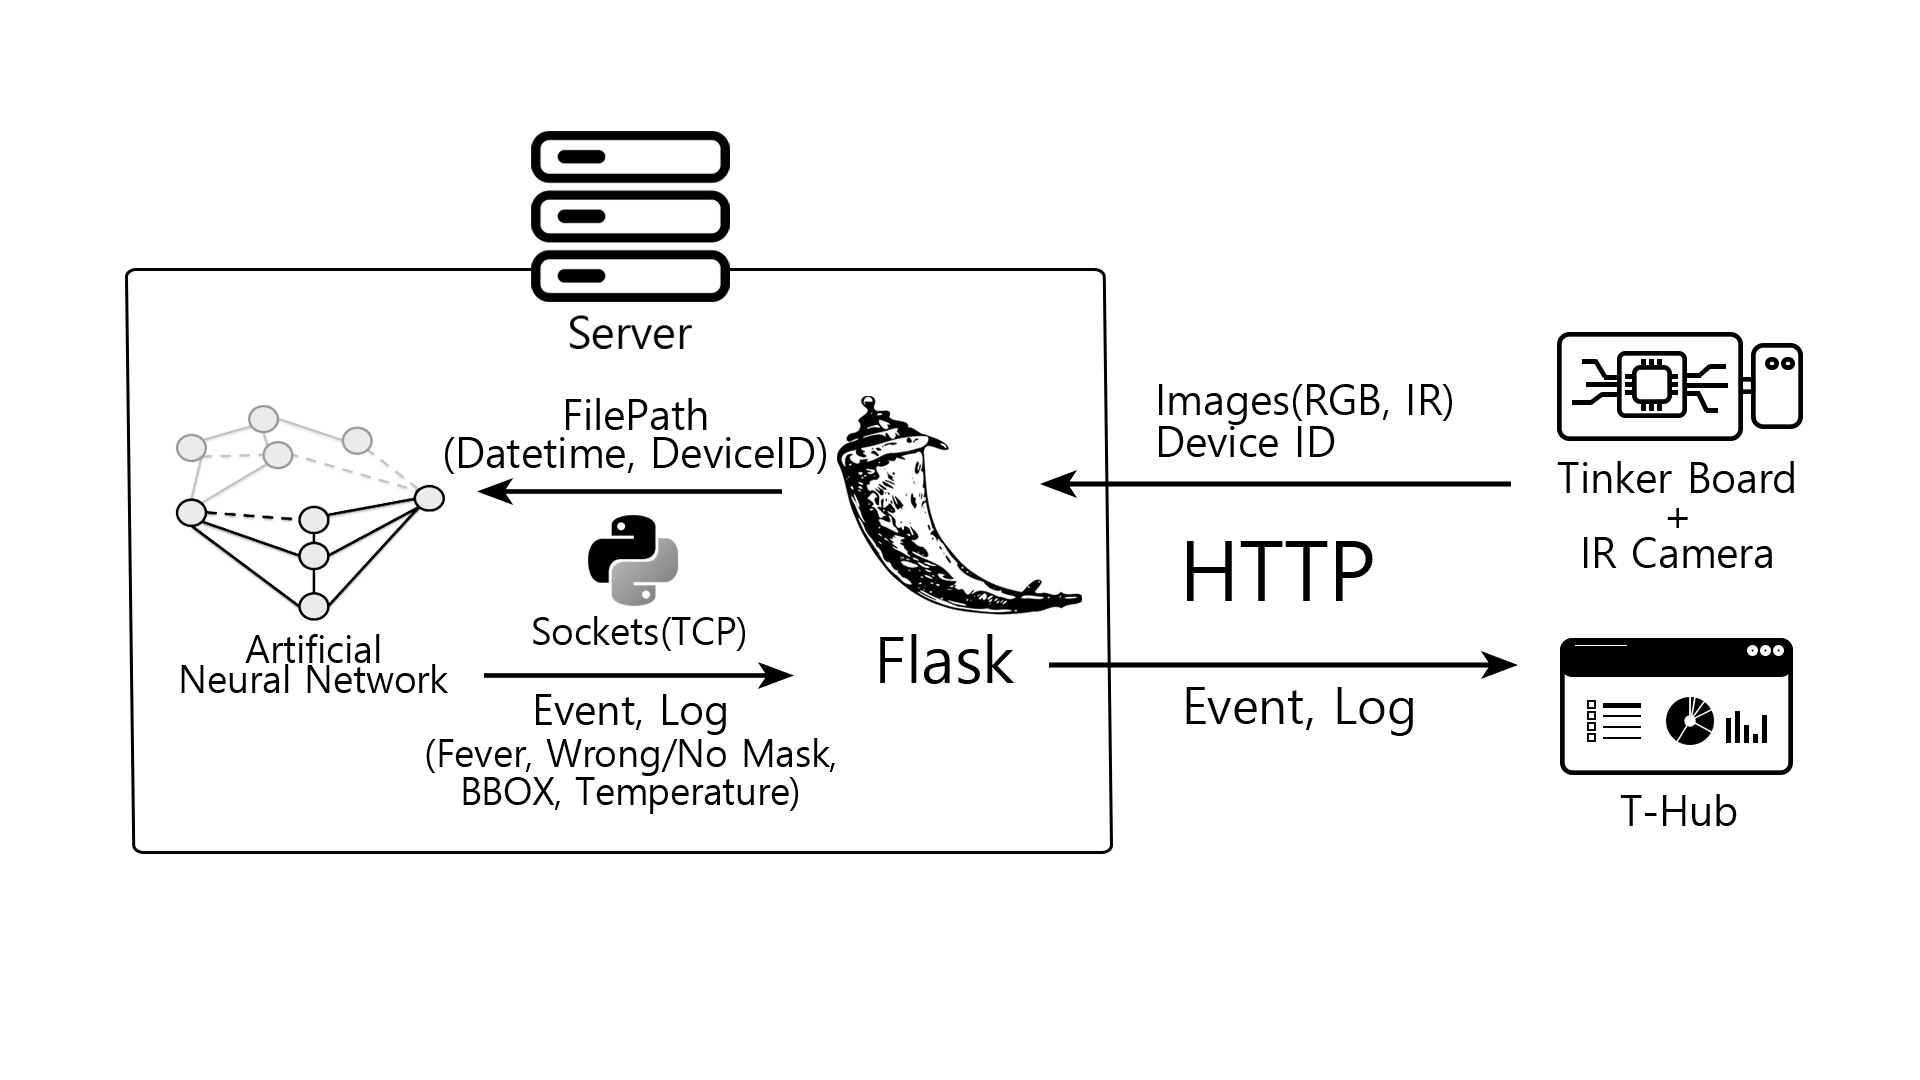 Server
FilePath
(Datetime, DeviceID)
Sockets(TCP)
Event, Log
(Fever, Wrong/No Mask,
BBOX, Temperature)
Artificial
Neural Network
Flask
Images(RGB, IR)
Device ID
HTTP
Event, Log
Tinker Board
+
IR Camera
T-Hub